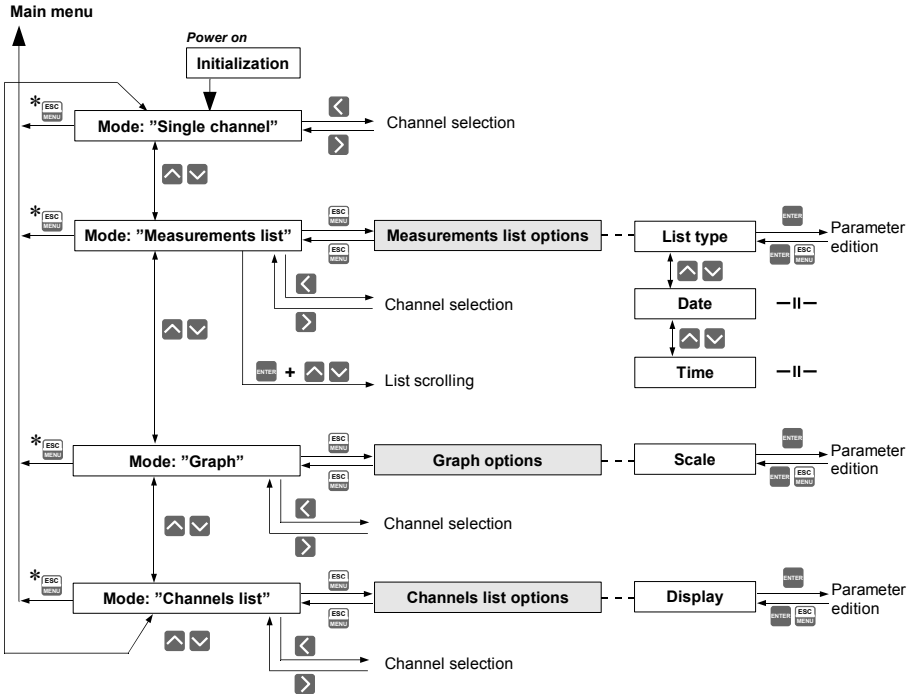 Main menu
Power on
Initialization
*
ESC
MENU
Mode: ”Single channel”
Channel selection
*
ESC
MENU
Mode: ”Measurements list”
ESC
MENU
ESC
MENU
Measurements list options
List type
ENTER
ENTER
ESC
MENU
Parameter
edition
Channel selection
Date
—II—
ENTER
+
List scrolling
Time
—II—
*
ESC
MENU
Mode: ”Graph”
ESC
MENU
ESC
MENU
Graph options
Scale
ENTER
ENTER
ESC
MENU
Parameter
edition
Channel selection
*
ESC
MENU
Mode: ”Channels list”
ESC
MENU
ESC
MENU
Channels list options
Display
ENTER
ENTER
ESC
MENU
Parameter
edition
Channel selection